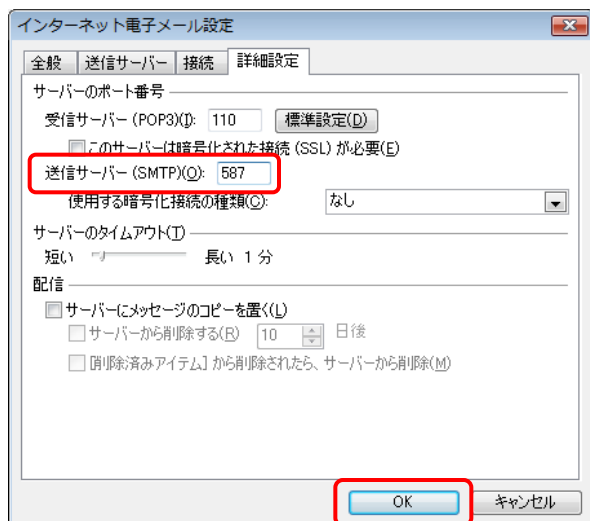 インターネット電子メール設定
全般 送信サーバー 接続 詳細設定
サーバーのポート番号
受信サーバー (POP3)(I): 110 標準設定(D)
このサーバーは暗号化された接続 (SSL) が必要(E)
送信サーバー (SMTP)(O): 587
使用する暗号化接続の種類(C): なし
サーバーのタイムアウト(T)
短い 長い 1 分
配信
サーバーにメッセージのコピーを置く(L)
サーバーから削除する(R) 10 日後
[削除済みアイテム] から削除されたら、サーバーから削除(M)
OK キャンセル